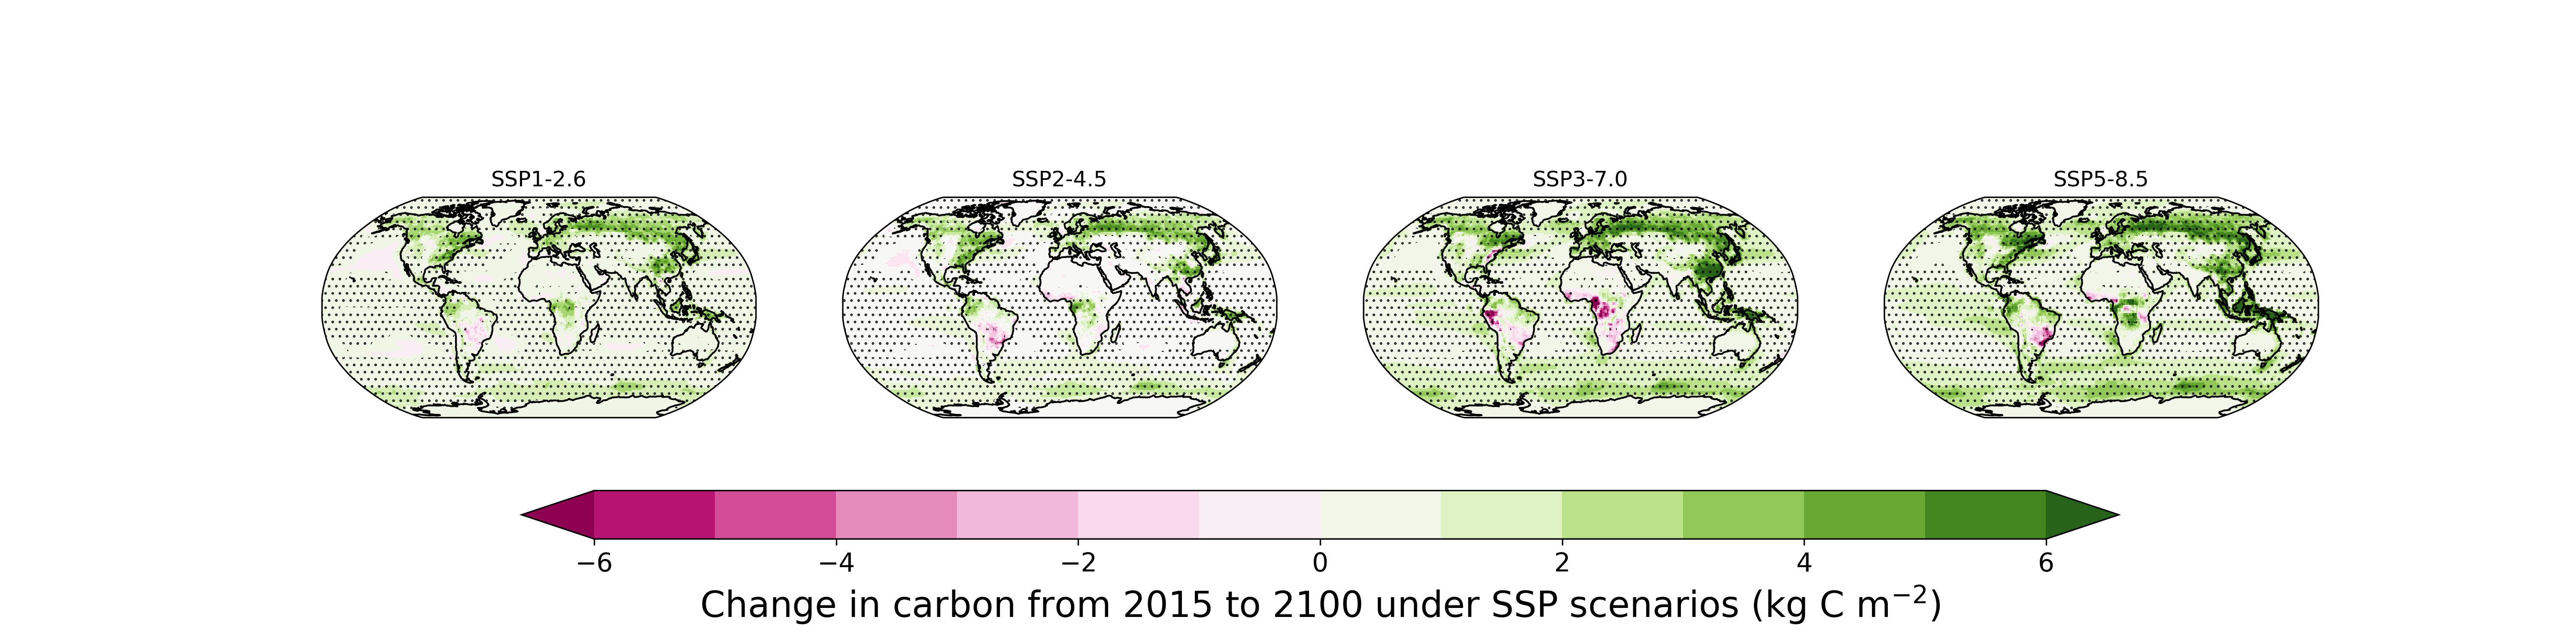 SSP1-2.6
SSP2-4.5
SSP3-7.0
SSP5-8.5
−6
−4
−2
0
2
4
6
Change in carbon from 2015 to 2100 under SSP scenarios (kg C m⁻²)